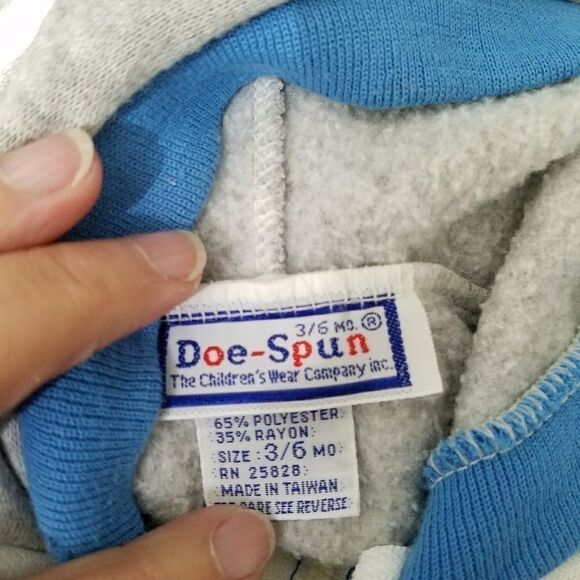 3/6 MO. ®
Doe-Spun
The Children's Wear Company inc.
65% POLYESTER
35% RAYON
SIZE: 3/6 MO
RN 25828
MADE IN TAIWAN
CARE SEE REVERSE